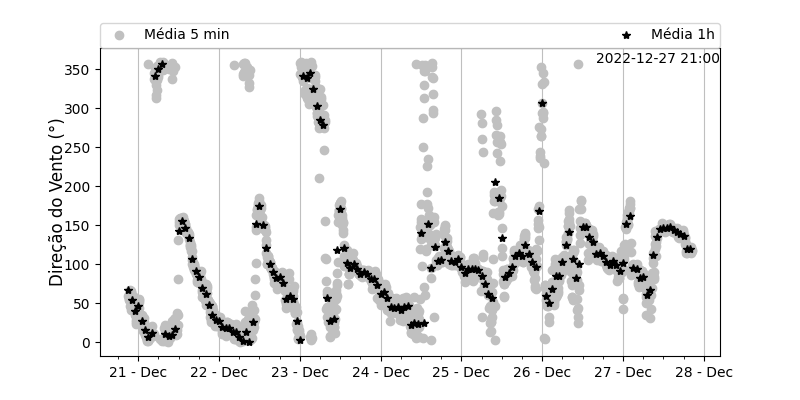 Média 5 min
Média 1h
2022-12-27 21:00
Direção do Vento (°)
350
300
250
200
150
100
50
0
21 - Dec
22 - Dec
23 - Dec
24 - Dec
25 - Dec
26 - Dec
27 - Dec
28 - Dec